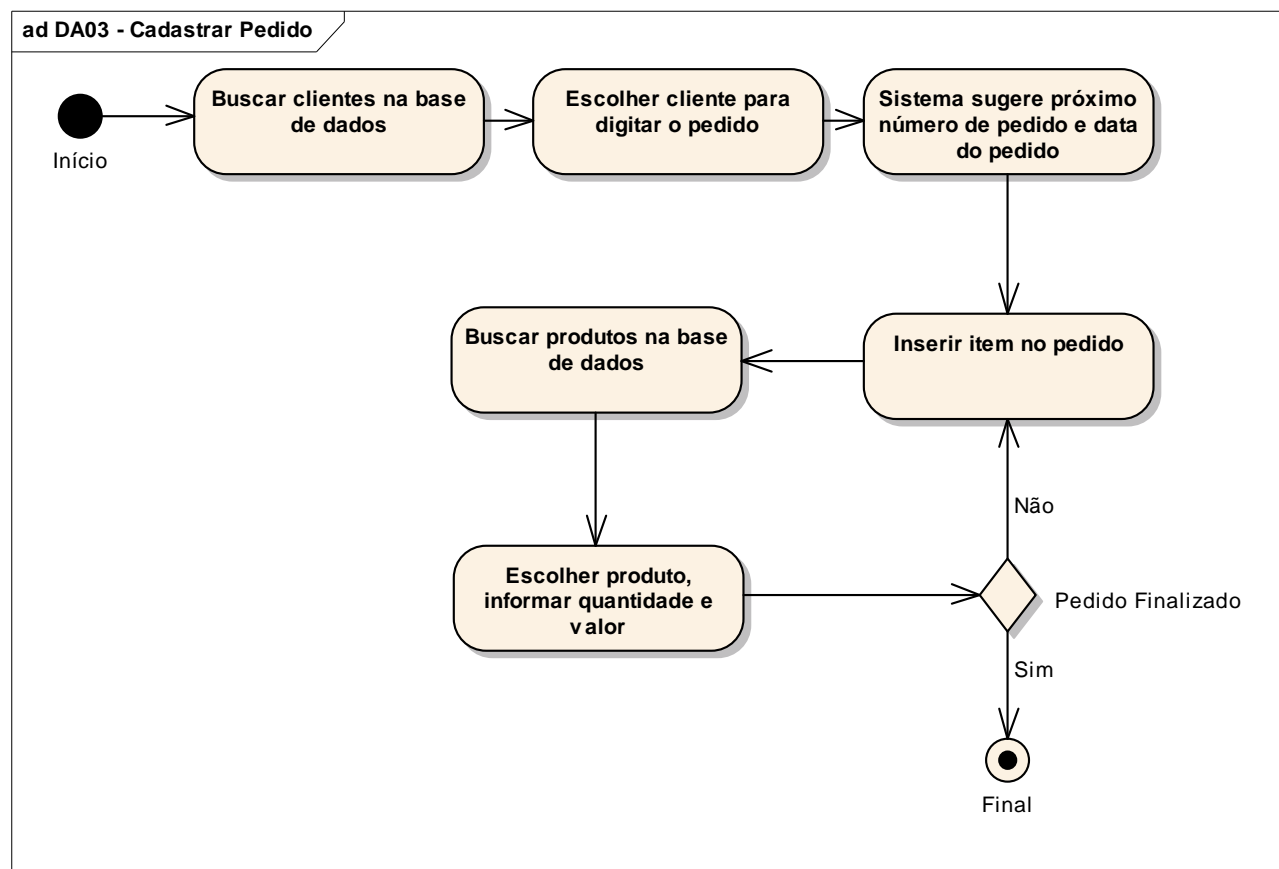 ad DA03 - Cadastrar Pedido
Início
Buscar clientes na base
de dados
Escolher cliente para
digitar o pedido
Sistema sugere próximo
número de pedido e data
do pedido
Inserir item no pedido
Buscar produtos na base
de dados
Escolher produto,
informar quantidade e
valor
Não
Pedido Finalizado
Sim
Final